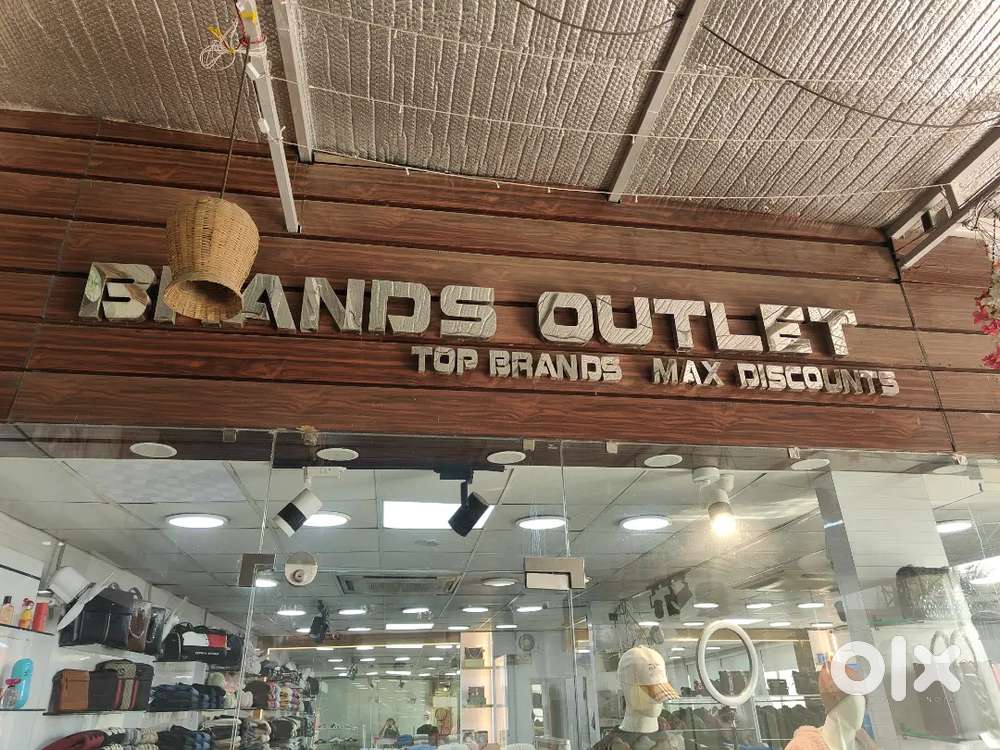 BRANDS OUTLET
TOP BRANDS MAX DISCOUNTS
olx